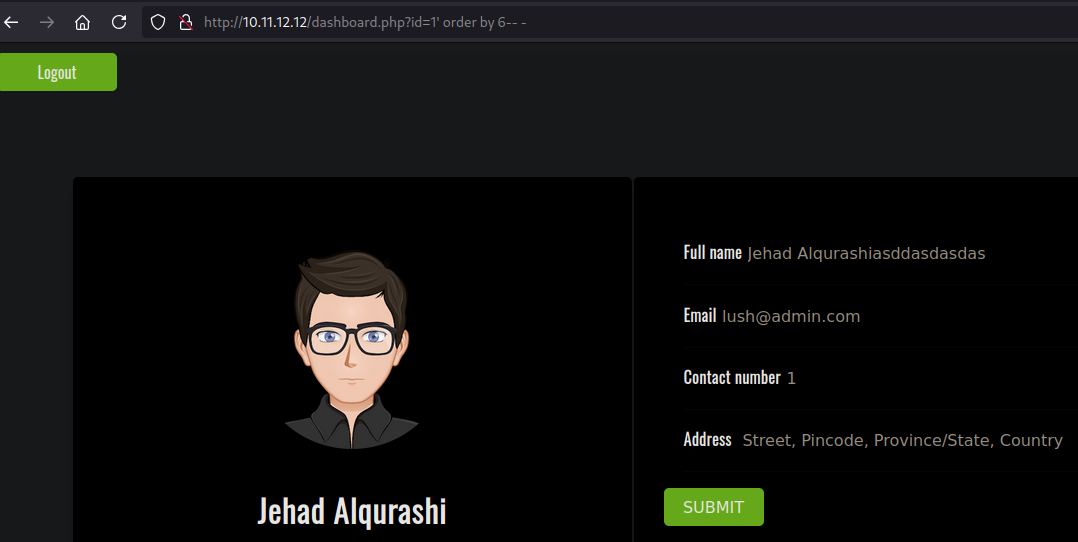 http://10.11.12.12/dashboard.php?id=1' order by 6-- -
Logout
Jehad Alqurashi
Full name Jehad Alqurashiasddasdasdas
Email lush@admin.com
Contact number 1
Address Street, Pincode, Province/State, Country
SUBMIT